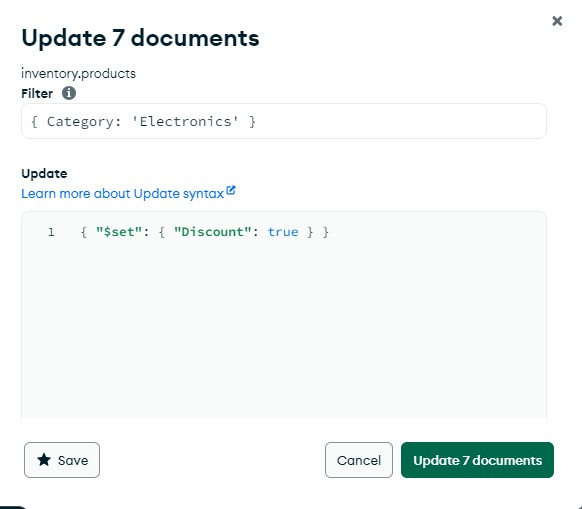 Update 7 documents
inventory.products
Filter
{ Category: 'Electronics' }
Update
Learn more about Update syntax
1 { "$set": { "Discount": true } }
Save Cancel Update 7 documents